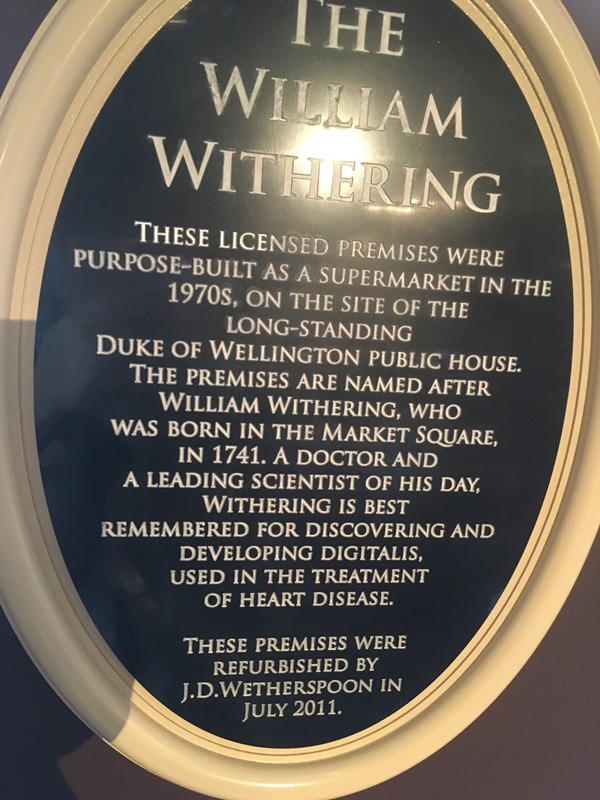 The
William
Withering
These licensed premises were
purpose-built as a supermarket in the
1970s, on the site of the
long-standing
Duke of Wellington public house.
The premises are named after
William Withering, who
was born in the Market Square,
in 1741. A doctor and
a leading scientist of his day,
Withering is best
remembered for discovering and
developing digitalis,
used in the treatment
of heart disease.
These premises were
refurbished by
J.D.Wetherspoon in
July 2011.